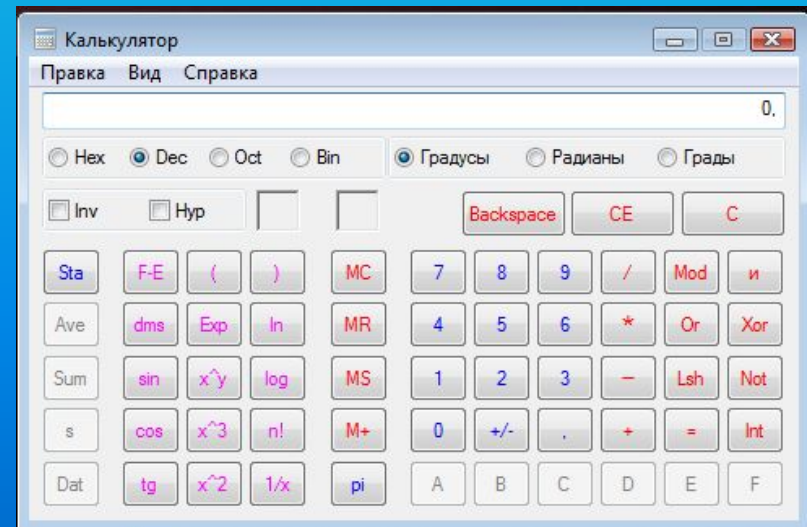 Калькулятор
Правка Вид Справка
0,
Hex Dec Oct Bin Градусы Радианы Грады
Inv Hyp Backspace CE C
Sta F-E ( ) MC 7 8 9 / Mod и
Ave dms Exp ln MR 4 5 6 * Or Xor
Sum sin x^y log MS 1 2 3 − Lsh Not
s cos x^3 n! M+ 0 +/- , + = Int
Dat tg x^2 1/x pi A B C D E F